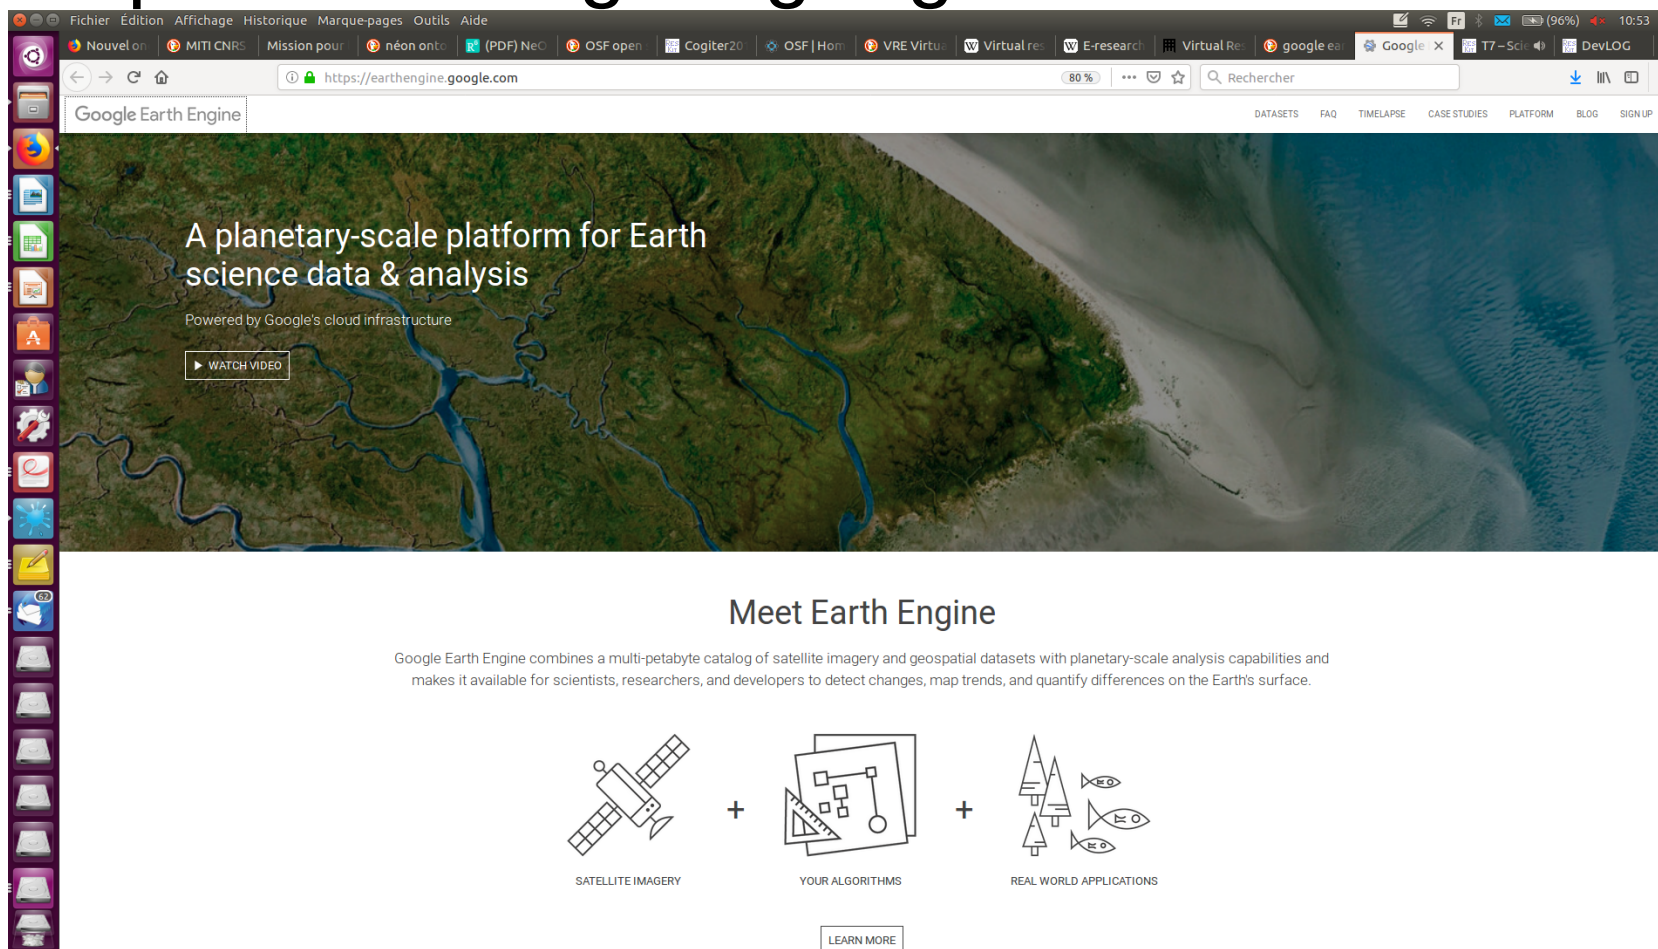 Fichier Édition Affichage Historique Marque-pages Outils Aide
Fr (96%) 10:53
Nouvel on MITI CNRS Mission pour néon onto (PDF) NeO OSF open Cogiter20 OSF | Hom VRE Virtua Virtual res E-research Virtual Res google ear Google T7 – Scie DevLOG
https://earthengine.google.com 80 % Rechercher
Google Earth Engine DATASETS FAQ TIMELAPSE CASE STUDIES PLATFORM BLOG SIGN UP
A planetary-scale platform for Earth
science data & analysis
Powered by Google's cloud infrastructure
WATCH VIDEO
62
Meet Earth Engine
Google Earth Engine combines a multi-petabyte catalog of satellite imagery and geospatial datasets with planetary-scale analysis capabilities and
makes it available for scientists, researchers, and developers to detect changes, map trends, and quantify differences on the Earth's surface.
+ +
SATELLITE IMAGERY YOUR ALGORITHMS REAL WORLD APPLICATIONS
LEARN MORE